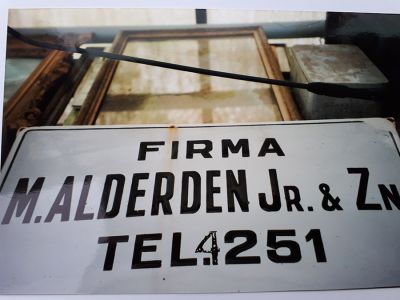 FIRMA
M. ALDERDEN JR. & ZN
TEL. 4251